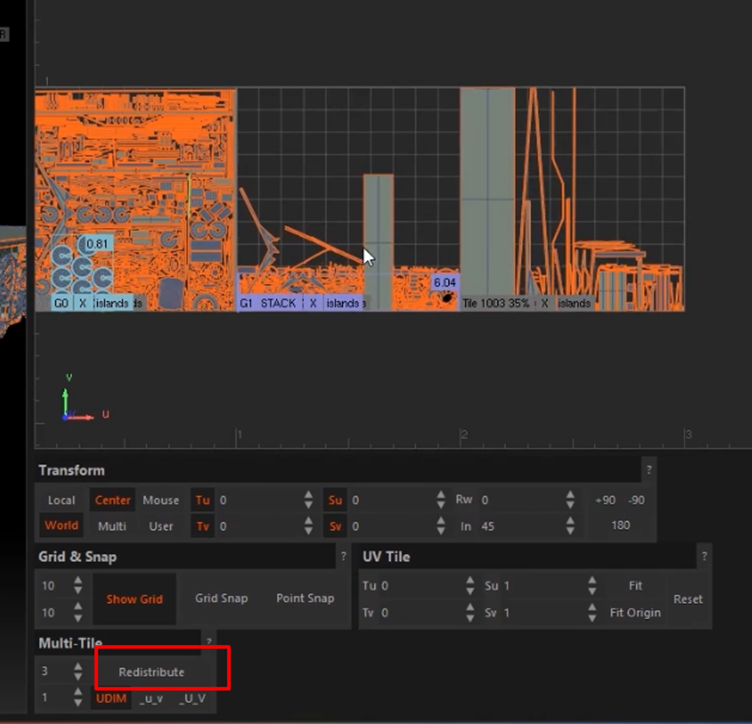 R
1
0.81
6.04
G0 X islands ds
G1 STACK X islands
Tile 1003 35% X islands
v
u
1 2 3
Transform ?
Local Center Mouse Tu 0 Su 0 Rw 0 +90 -90
World Multi User Tv 0 Sv 0 In 45 180
Grid & Snap ? UV Tile ?
10 Show Grid Grid Snap Point Snap Tu 0 Su 1 Fit Reset
10 Tv 0 Sv 1 Fit Origin
Multi-Tile ?
3 Redistribute
1 UDIM _u_v _U_V